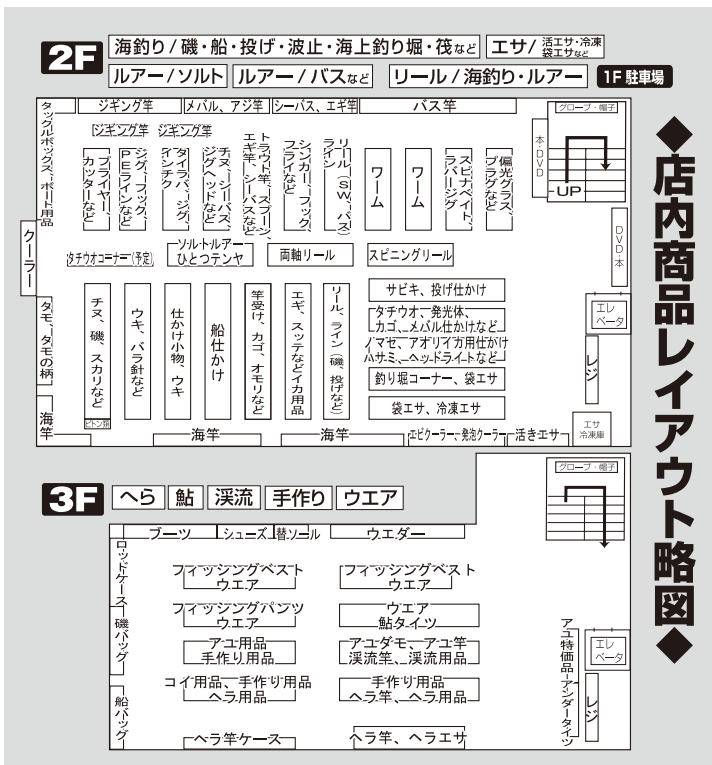 ◆店内商品レイアウト略図◆
2F
海釣り/磯・船・投げ・波止・海上釣り堀・筏など
エサ/活エサ・冷凍袋エサなど
ルアー/ソルト
ルアー/バスなど
リール/海釣り・ルアー
1F 駐車場
タックルボックス、ボート用品
ジギング竿
メバル、アジ竿
シーバス、エギ竿
バス竿
グローブ・帽子
本・DVD
UP
DVD・本
ジギング竿
ジギング竿
プライヤー、
カッターなど
ジグ、フック、
PEラインなど
タイラバ、ジグ、
インチク
チヌ、シーバス、
ジグヘッドなど
トラウト竿、スプーン、
エギ竿、シーバスなど
シンカー、フック、
フライなど
リール(SW、バス)
ライン
ワーム
ワーム
スピナベイト、
ラバージグ
偏光グラス、
プラグなど
クーラー
タチウオコーナー(予定)
ソルトルアー
ひとつテンヤ
両軸リール
スピニングリール
タモ、タモの柄
海竿
チヌ、磯、スカリなど
ピトン類
ウキ、バラ針など
仕かけ小物、ウキ
船仕かけ
竿受け、カゴ、オモリなど
エギ、スッテなどイカ用品
リール、ライン(磯、投げなど)
サビキ、投げ仕かけ
タチウオ、発光体、
カゴ、メバル仕かけなど
ノマセ、アオリイカ用仕かけ
ハサミ、ヘッドライトなど
釣り堀コーナー、袋エサ
袋エサ、冷凍エサ
エレ
ベータ
レジ
エサ
冷凍庫
海竿
海竿
エビクーラー、発泡クーラー
活きエサ
3F
へら
鮎
渓流
手作り
ウエア
グローブ・帽子
ブーツ
シューズ
替ソール
ウエダー
ロッドケース
磯バッグ
船バッグ
フィッシングベスト
ウエア
フィッシングベスト
ウエア
フィッシングパンツ
ウエア
ウエア
鮎タイツ
アユ用品
手作り用品
アユダモ、アユ竿
渓流竿、渓流用品
コイ用品、手作り用品
ヘラ用品
手作り用品
ヘラ竿、ヘラ用品
ヘラ竿ケース
ヘラ竿、ヘラエサ
アユ特価品
アンダータイツ
エレ
ベータ
レジ